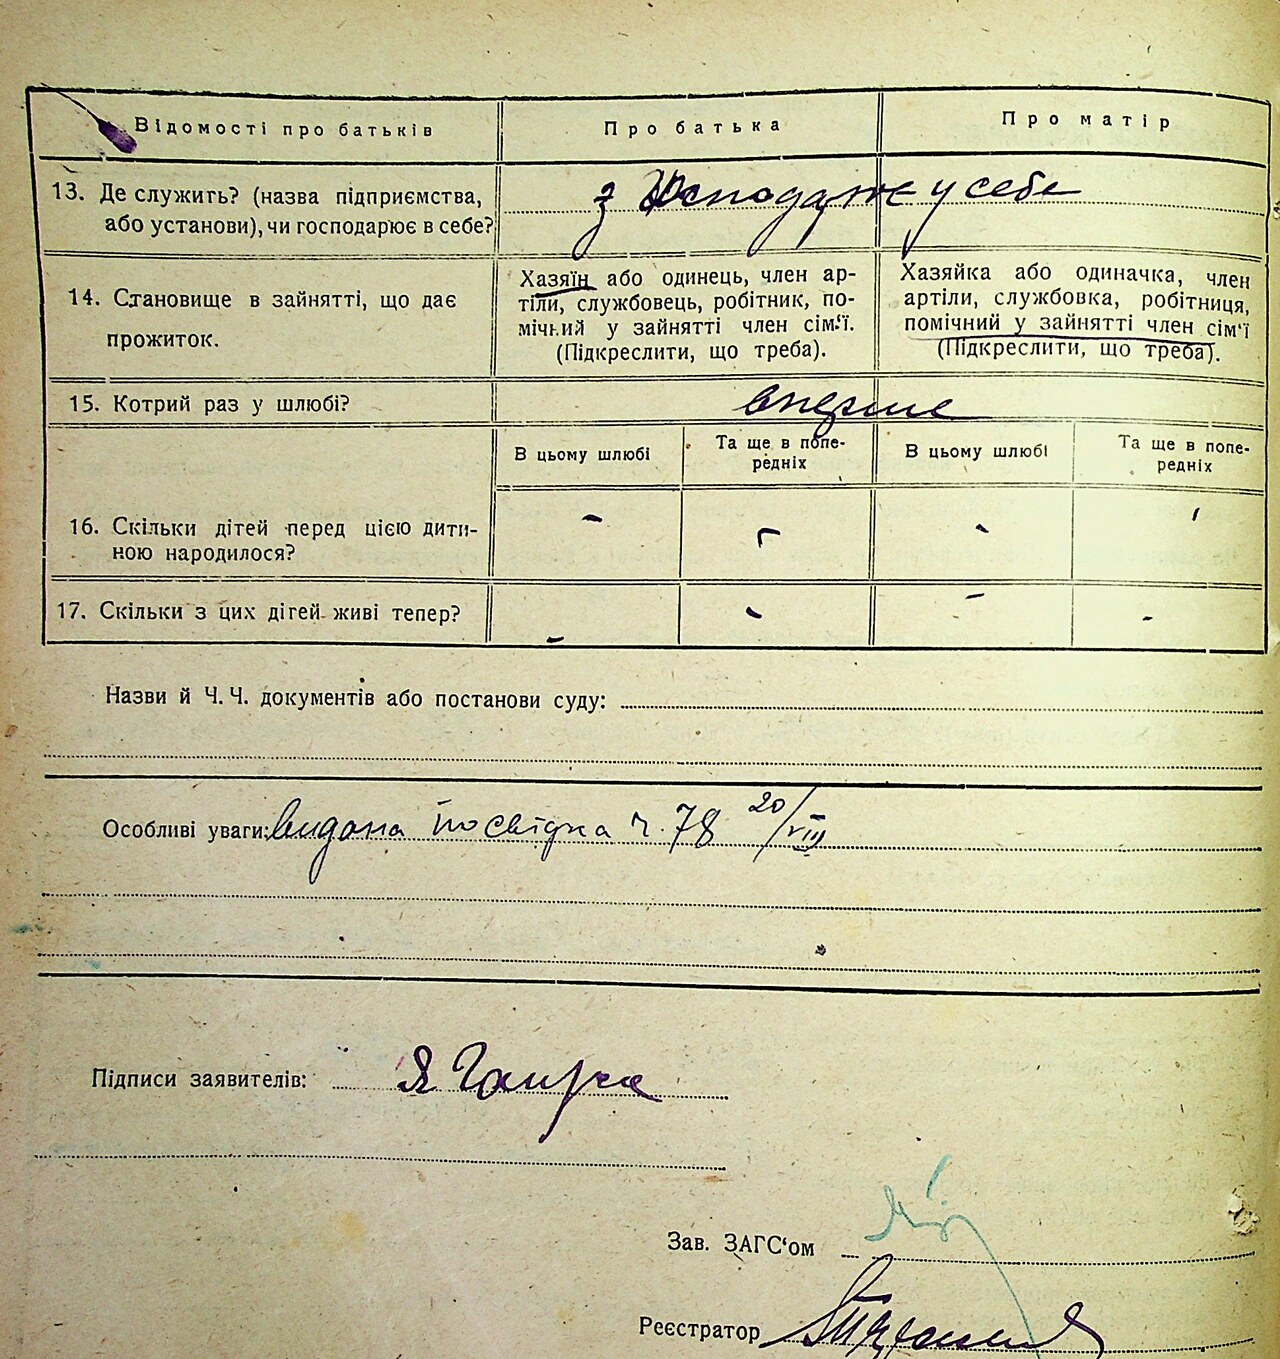 Відомості про батьків
Про батька
Про матір
13. Де служить? (назва підприємства,
або установи), чи господарює в себе?
з господарює у себе
14. Становище в зайнятті, що дає
прожиток.
Хазяїн або одинець, член ар-
тіли, службовець, робітник, по-
мічний у зайнятті член сім'ї.
(Підкреслити, що треба).
Хазяйка або одиначка, член
артіли, службовка, робітниця,
помічний у зайнятті член сім'ї
(Підкреслити, що треба).
15. Котрий раз у шлюбі?
вперше
В цьому шлюбі
Та ще в попе-
редніх
В цьому шлюбі
Та ще в попе-
редніх
16. Скільки дітей перед цією дити-
ною народилося?
- - - -
17. Скільки з цих дітей живі тепер?
- - - -
Назви й Ч. Ч. документів або постанови суду:
Особливі уваги: видана посвідка ч. 78 20/VIII
Підписи заявителів:
Зав. ЗАГС'ом
Реєстратор